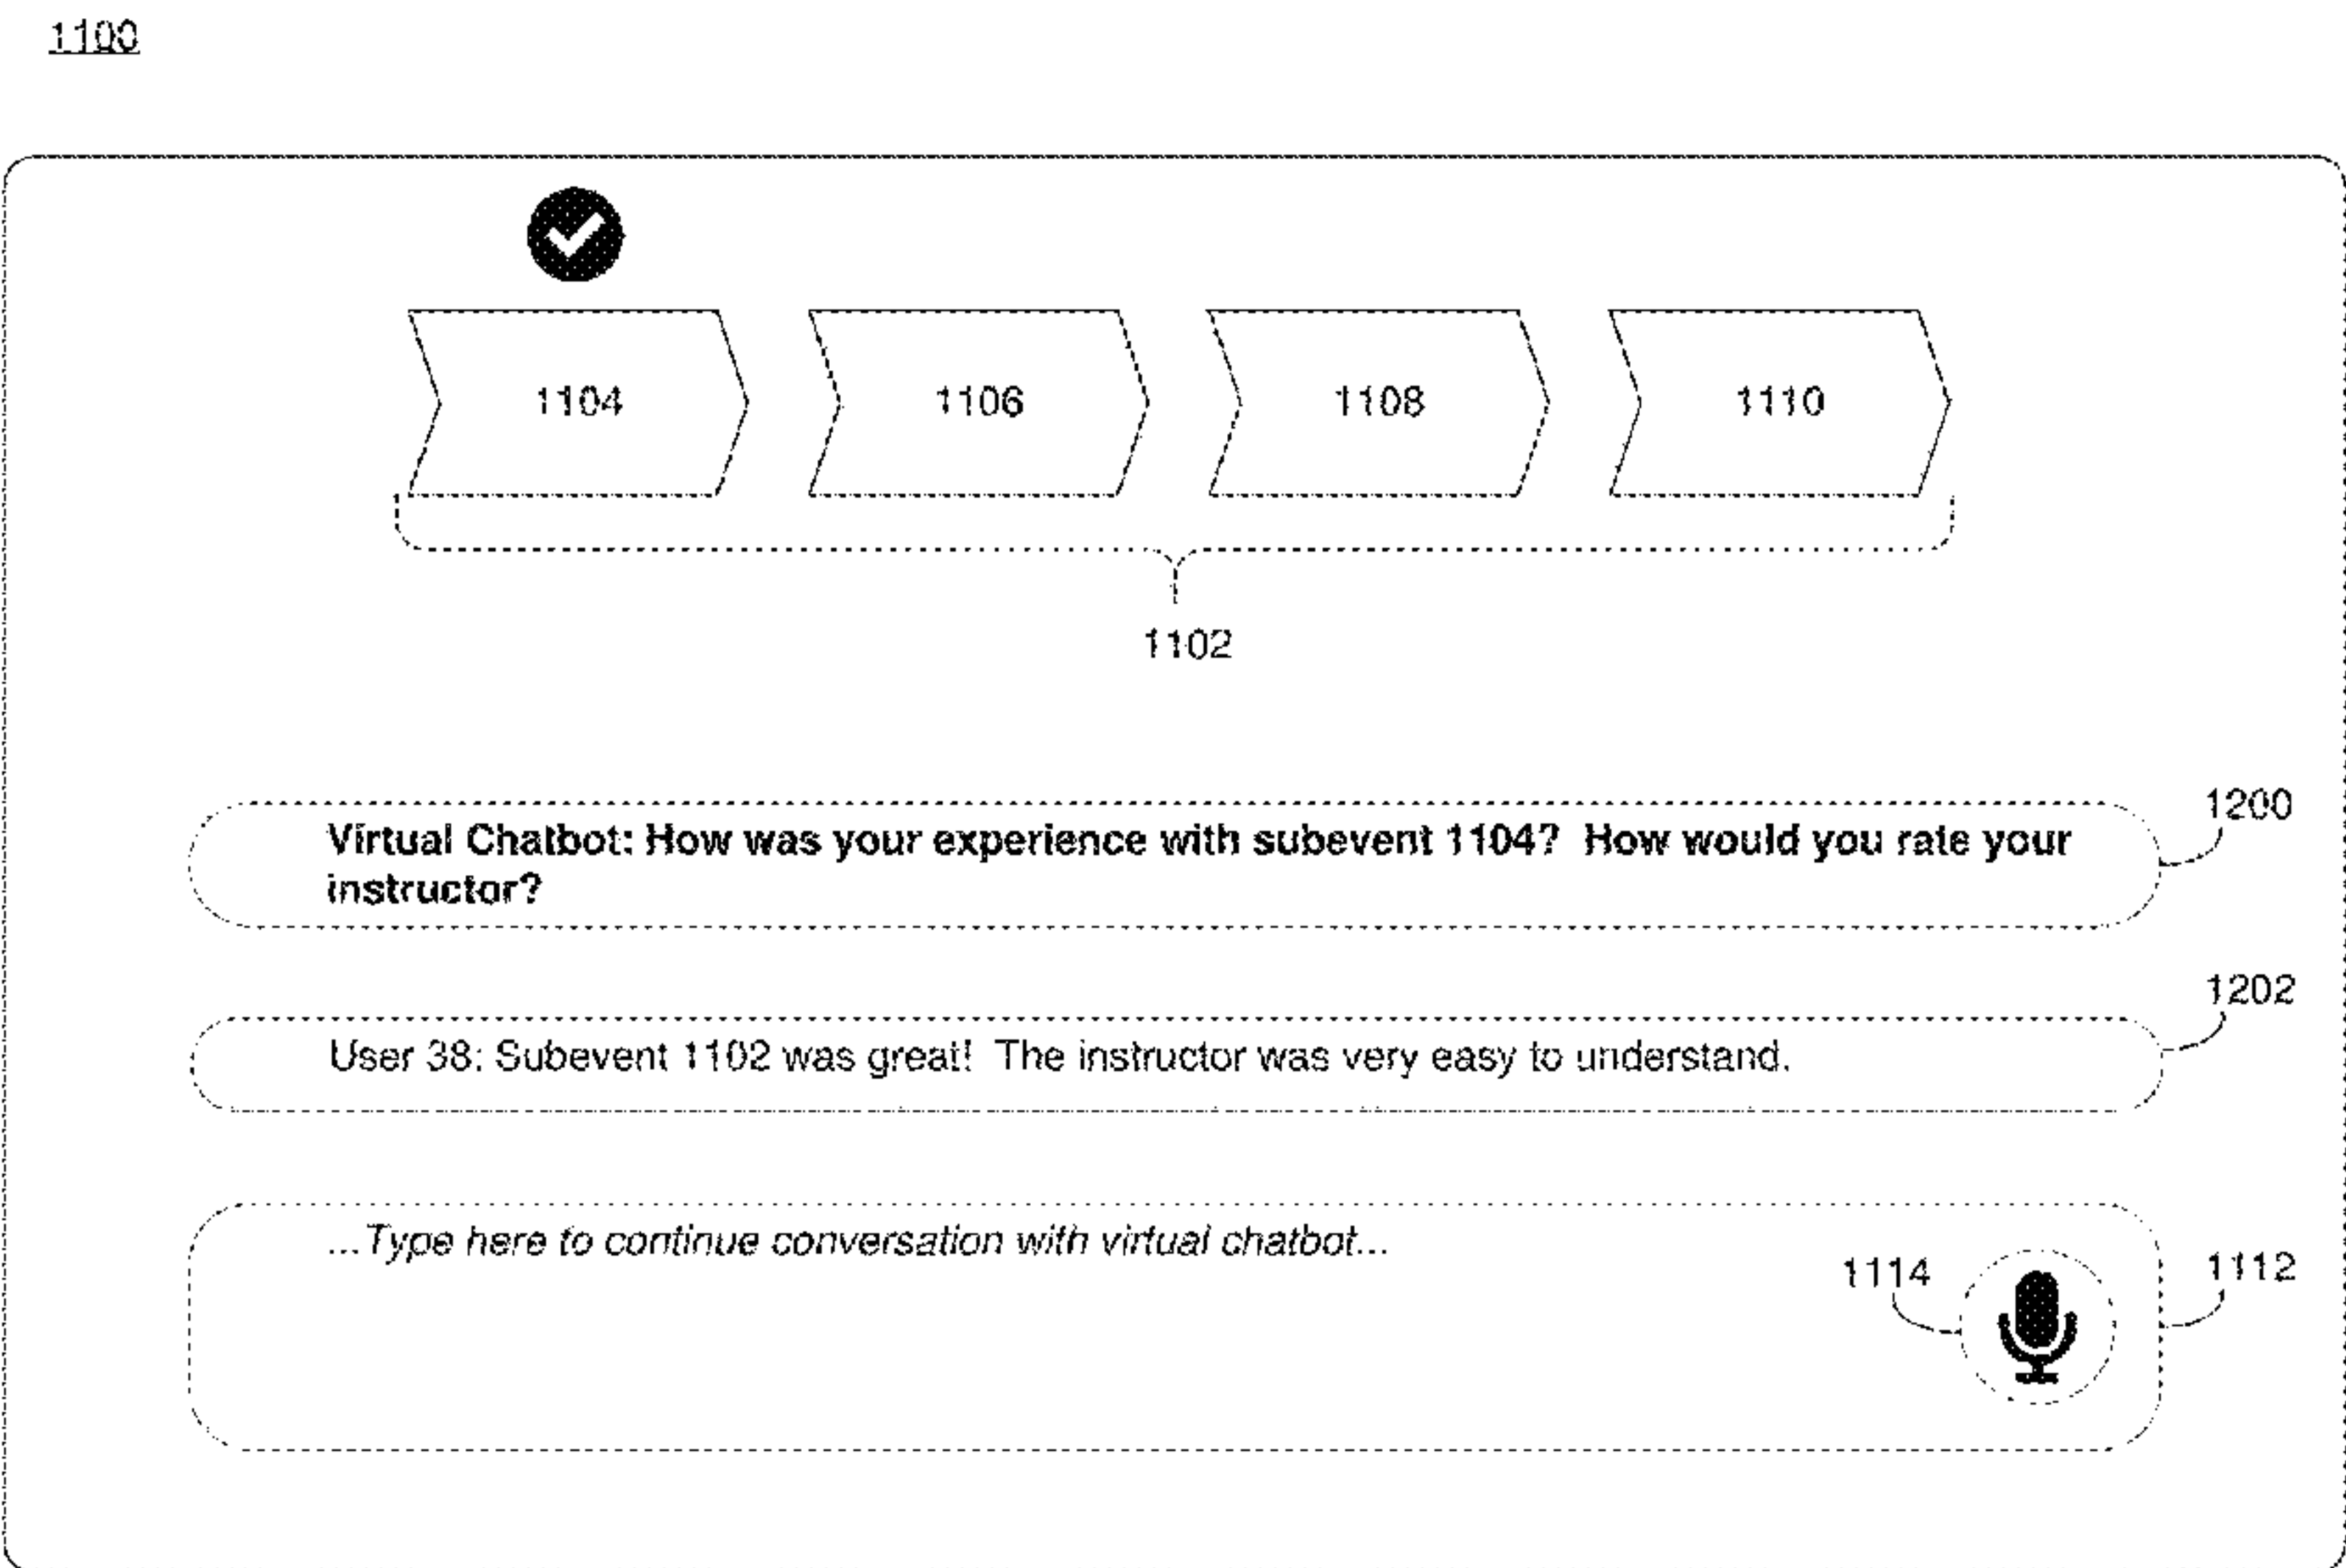 1100
1104 1106 1108 1110
1102
1200
Virtual Chatbot: How was your experience with subevent 1104?  How would you rate your
instructor?
1202
User 38: Subevent 1102 was great!  The instructor was very easy to understand.
...Type here to continue conversation with virtual chatbot...
1114
1112